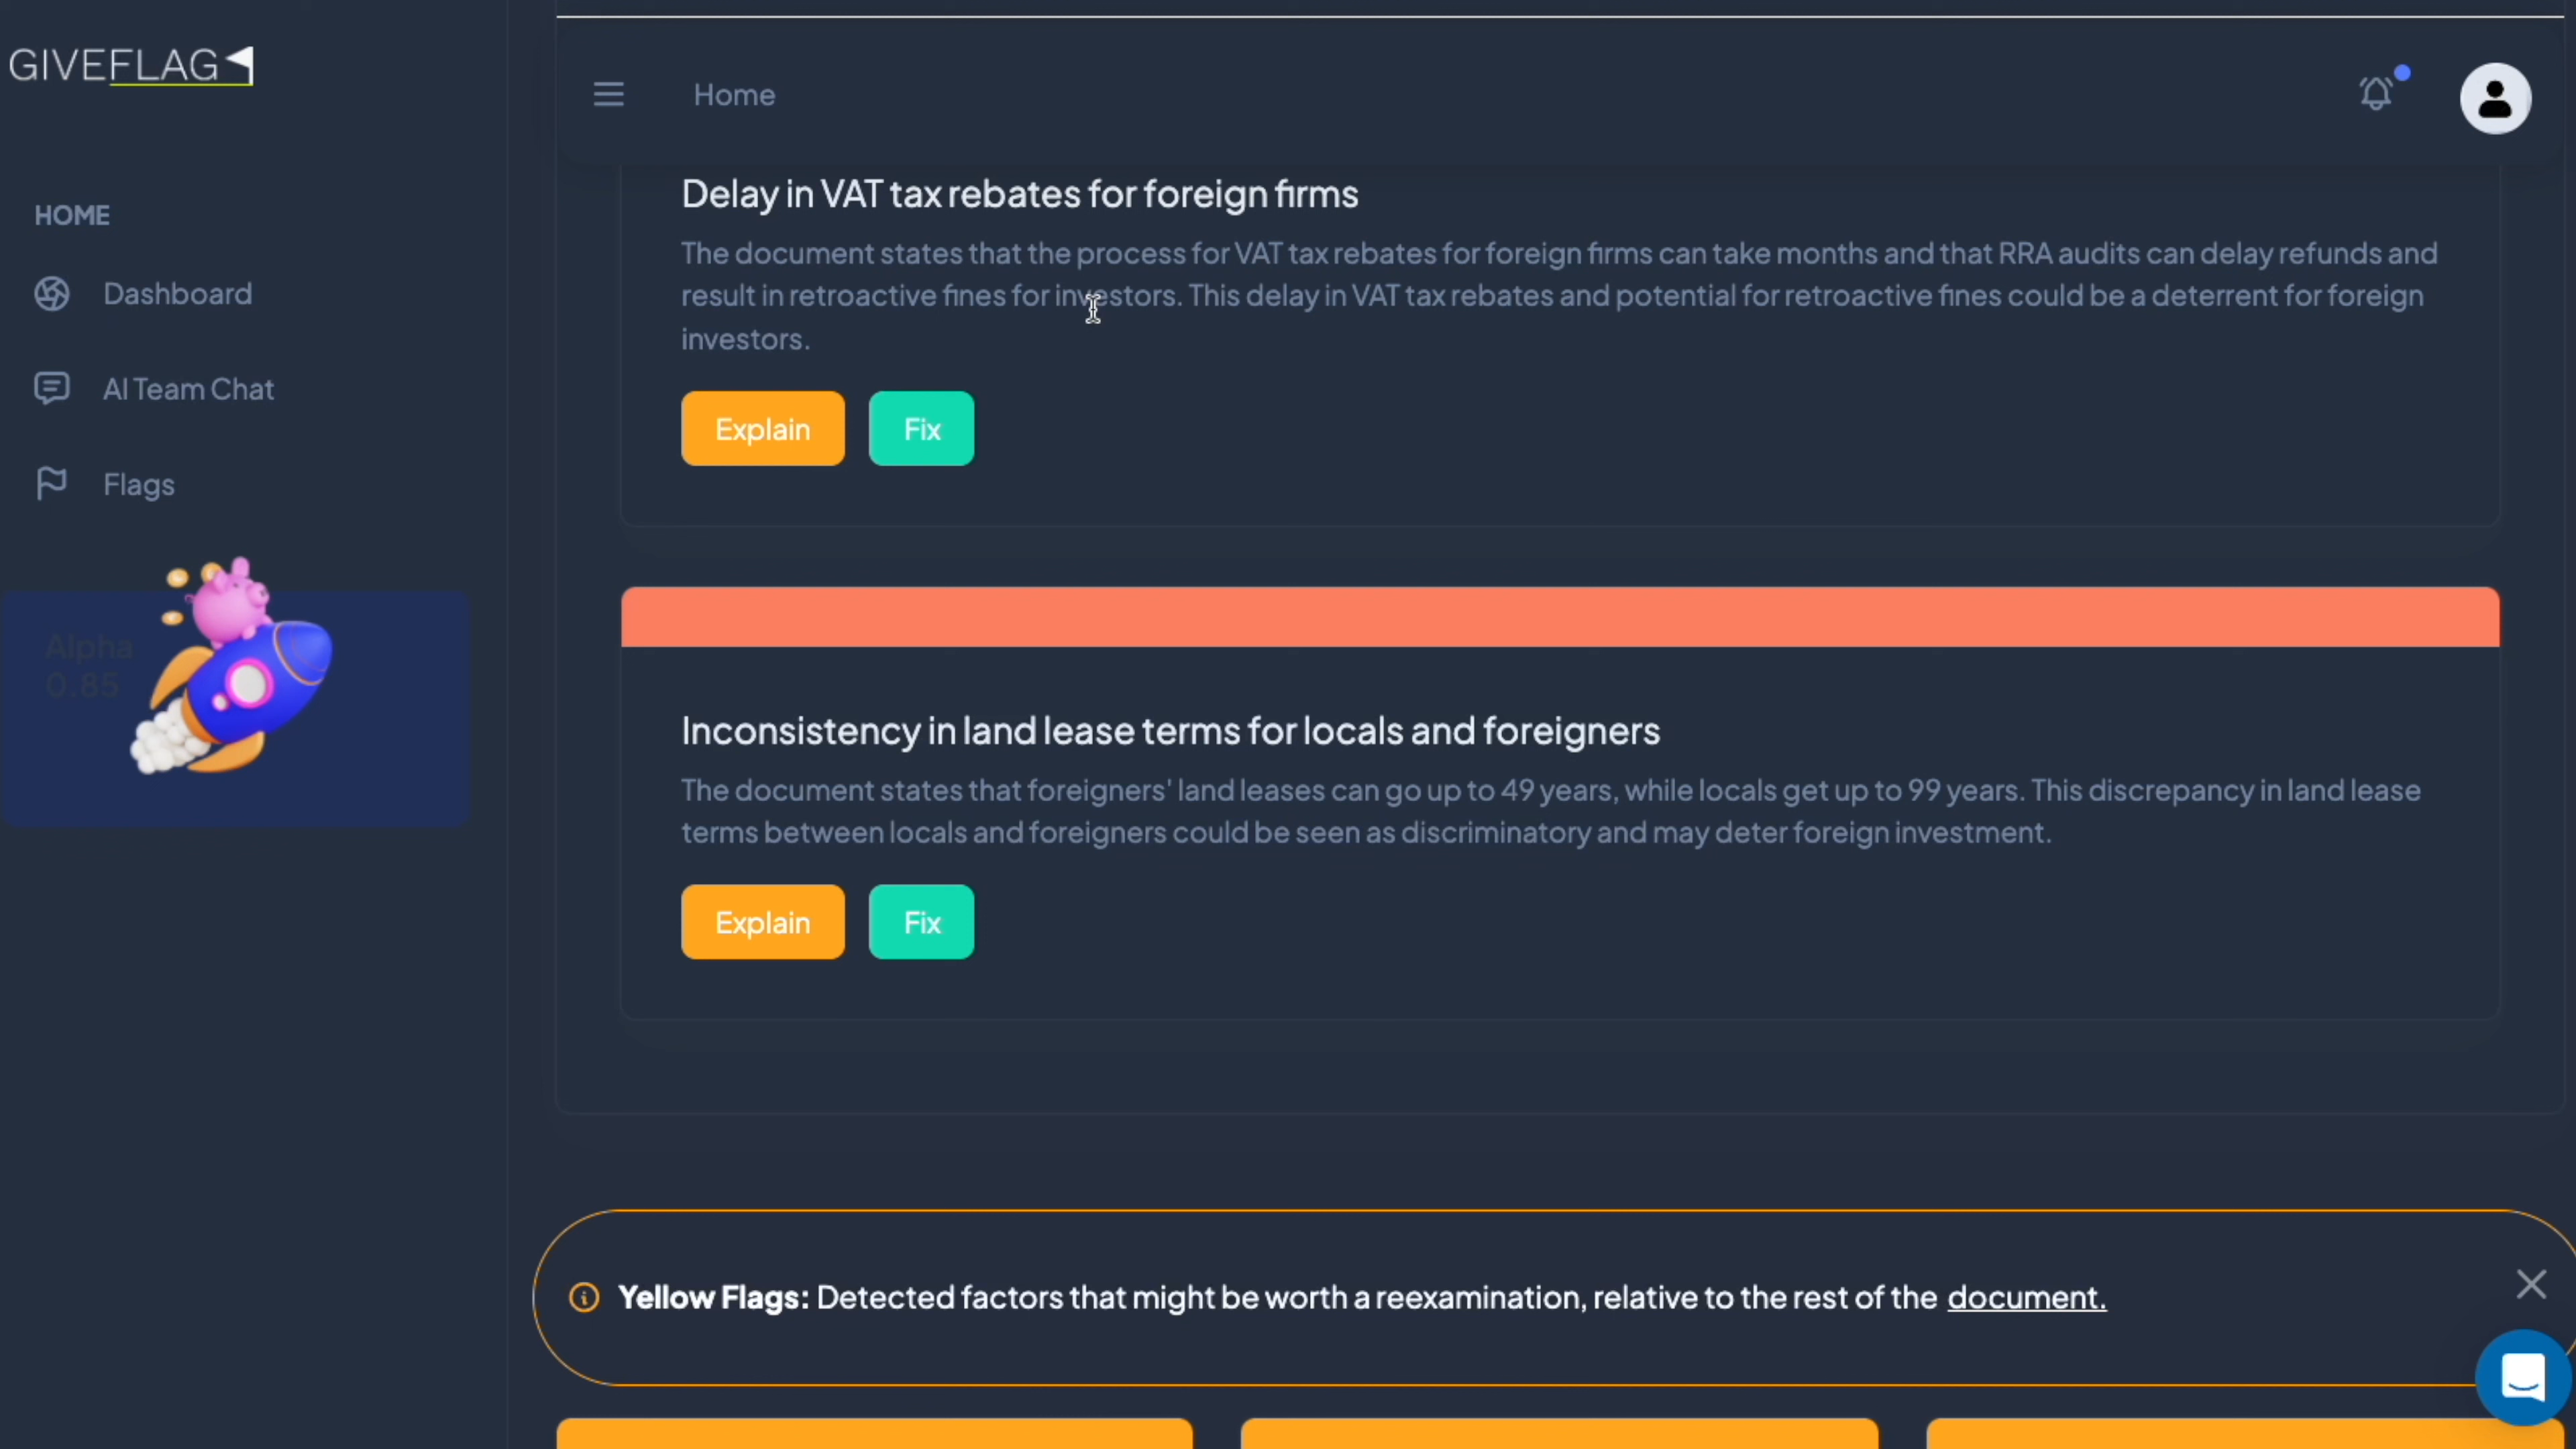 GIVEFLAG
Home
HOME
Dashboard
AI Team Chat
Flags
Alpha
0.85
Delay in VAT tax rebates for foreign firms
The document states that the process for VAT tax rebates for foreign firms can take months and that RRA audits can delay refunds and
result in retroactive fines for investors. This delay in VAT tax rebates and potential for retroactive fines could be a deterrent for foreign
investors.
Explain
Fix
Inconsistency in land lease terms for locals and foreigners
The document states that foreigners' land leases can go up to 49 years, while locals get up to 99 years. This discrepancy in land lease
terms between locals and foreigners could be seen as discriminatory and may deter foreign investment.
Explain
Fix
Yellow Flags: Detected factors that might be worth a reexamination, relative to the rest of the document.